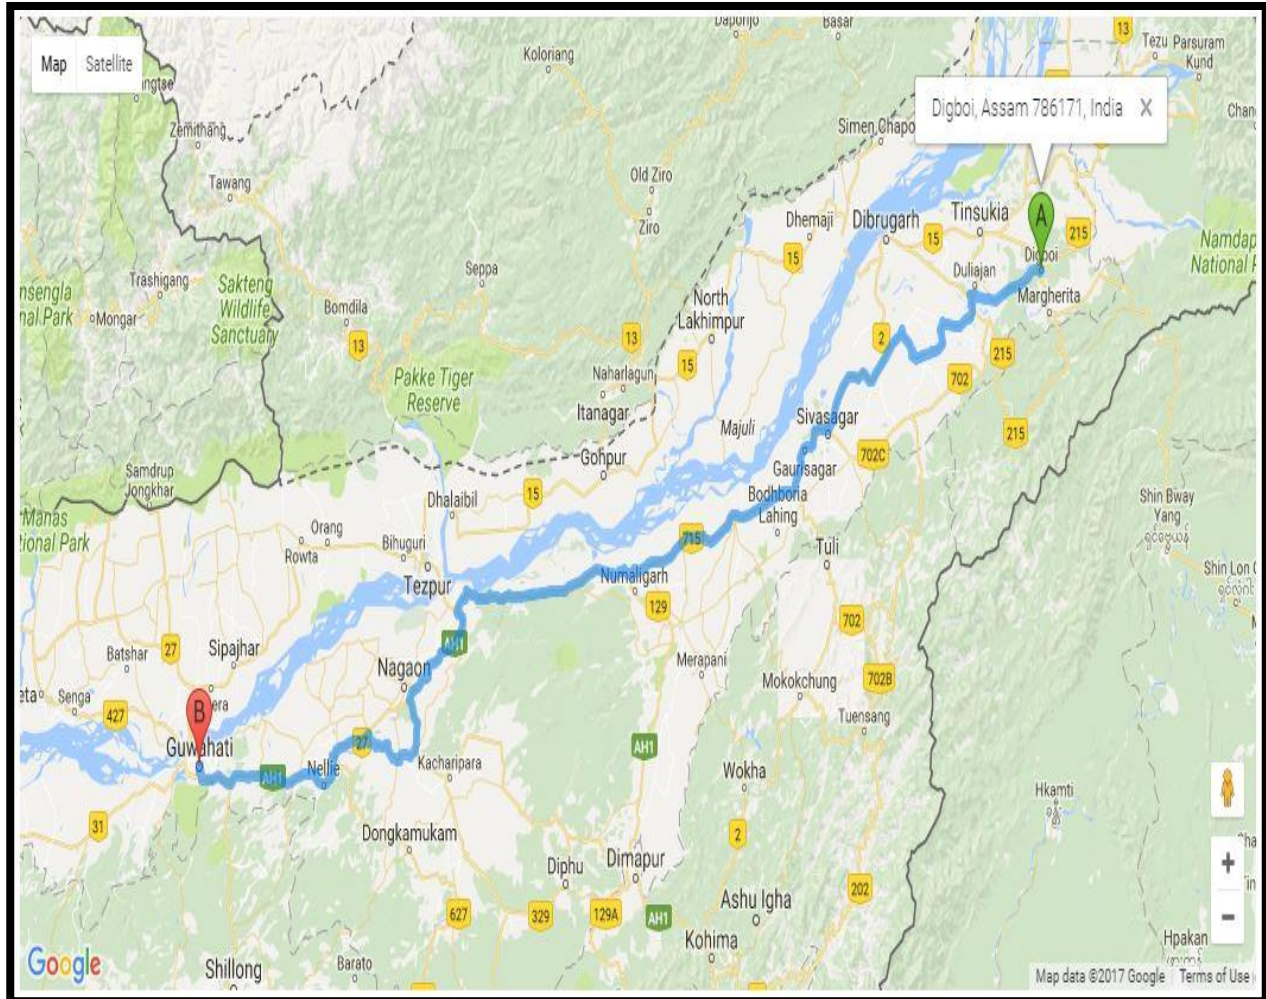 Daporijo
Basar
13
Map Satellite
Koloriang
Tezu
Parsuram
Kund
Digboi, Assam 786171, India
Zemithang
Simen Chapo
Tawang
Old Ziro
Ziro
Dhemaji
Dibrugarh
Tinsukia
A
15
215
Digboi
Namdap
National
15
Seppa
Duliajan
Trashigang
Sakteng
Wildlife
Sanctuary
Mongar
Margherita
North
Lakhimpur
Bomdila
13
13
2
15
215
Pakke Tiger
Reserve
Naharlagun
702
Itanagar
Sivasagar
Majuli
215
702C
Gohpur
Gaurisagar
Samdrup
Jongkhar
Dhalaibil
15
Bodhboria
Lahing
Shin Bway
Yang
Manas
Orang
Rowta
Bihuguri
715
Tuli
Tezpur
Numaligarh
129
702
Batshar
27
Sipajhar
AH1
Nagaon
Merapani
Mokokchung
702B
Senga
427
B
Tuensang
Guwahati
AH1
Nellie
27
Kacharipara
AH1
Wokha
Hkamti
31
Dongkamukam
2
Diphu
Dimapur
202
Ashu Igha
627
329
129A
AH1
Kohima
Hpakan
Google
Shillong
Barato
Map data ©2017 Google
Terms of Use